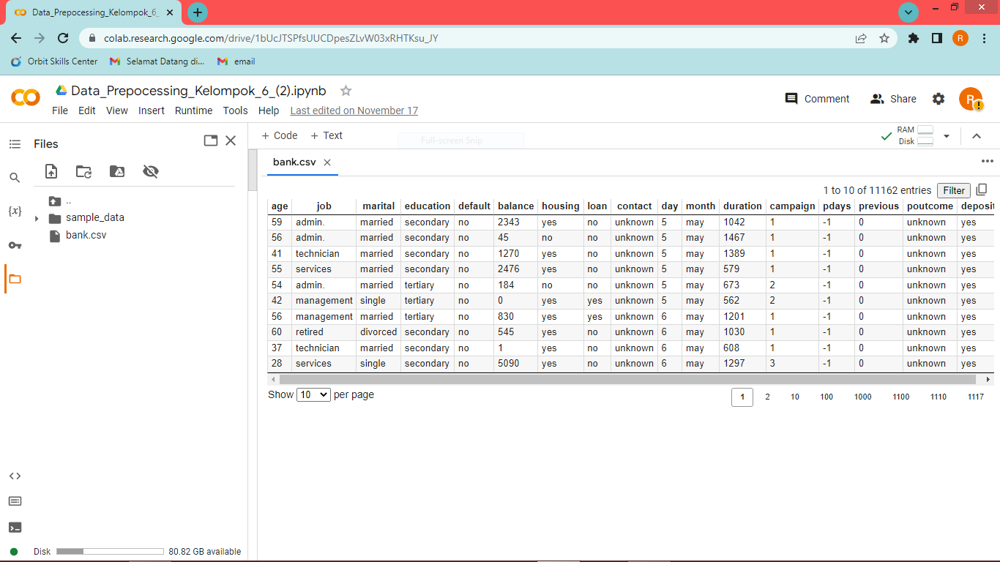 Data_Prepocessing_Kelompok_6_
colab.research.google.com/drive/1bUcJTSPfsUUCDpesZLvW03xRHTKsu_JY
R
Orbit Skills Center Selamat Datang di... email
Data_Prepocessing_Kelompok_6_(2).ipynb
File Edit View Insert Runtime Tools Help Last edited on November 17
Comment Share R
Files
+ Code + Text
Full-screen Snip
RAM
Disk
bank.csv
..
sample_data
bank.csv
{x}
1 to 10 of 11162 entries Filter
age job marital education default balance housing loan contact day month duration campaign pdays previous poutcome deposit
59 admin. married secondary no 2343 yes no unknown 5 may 1042 1 -1 0 unknown yes
56 admin. married secondary no 45 no no unknown 5 may 1467 1 -1 0 unknown yes
41 technician married secondary no 1270 yes no unknown 5 may 1389 1 -1 0 unknown yes
55 services married secondary no 2476 yes no unknown 5 may 579 1 -1 0 unknown yes
54 admin. married tertiary no 184 no no unknown 5 may 673 2 -1 0 unknown yes
42 management single tertiary no 0 yes yes unknown 5 may 562 2 -1 0 unknown yes
56 management married tertiary no 830 yes yes unknown 6 may 1201 1 -1 0 unknown yes
60 retired divorced secondary no 545 yes no unknown 6 may 1030 1 -1 0 unknown yes
37 technician married secondary no 1 yes no unknown 6 may 608 1 -1 0 unknown yes
28 services single secondary no 5090 yes no unknown 6 may 1297 3 -1 0 unknown yes
Show 10 per page
1 2 10 100 1000 1100 1110 1117
Disk 80.82 GB available